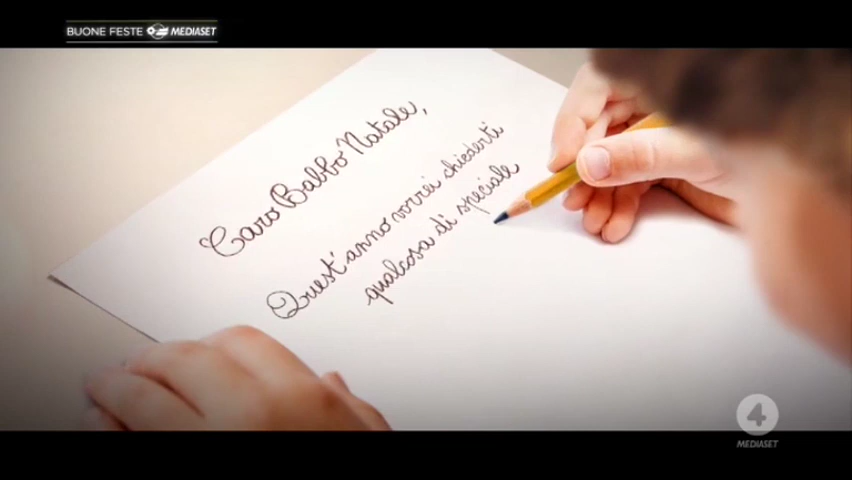 BUONE FESTE MEDIASET
Caro Babbo Natale,
Quest'anno vorrei chiederti
qualcosa di speciale
4
MEDIASET